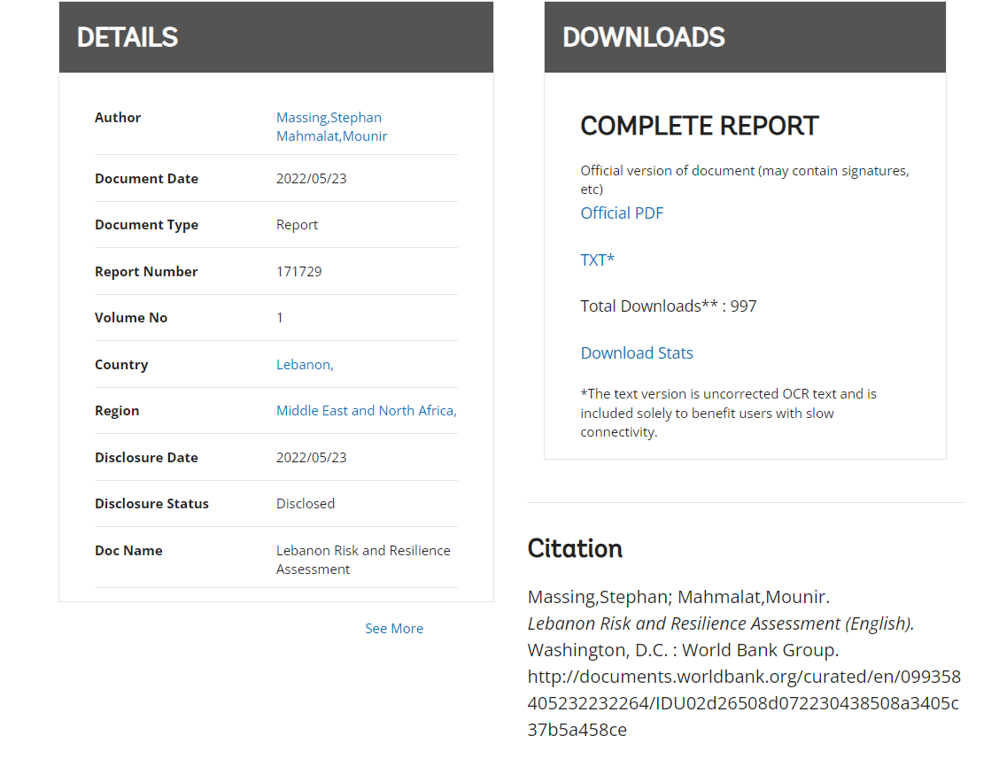 DETAILS
Author Massing,Stephan
Mahmalat,Mounir
Document Date 2022/05/23
Document Type Report
Report Number 171729
Volume No 1
Country Lebanon,
Region Middle East and North Africa,
Disclosure Date 2022/05/23
Disclosure Status Disclosed
Doc Name Lebanon Risk and Resilience
Assessment
See More
DOWNLOADS
COMPLETE REPORT
Official version of document (may contain signatures,
etc)
Official PDF
TXT*
Total Downloads** : 997
Download Stats
*The text version is uncorrected OCR text and is
included solely to benefit users with slow
connectivity.
Citation
Massing,Stephan; Mahmalat,Mounir.
Lebanon Risk and Resilience Assessment (English).
Washington, D.C. : World Bank Group.
http://documents.worldbank.org/curated/en/099358
405232232264/IDU02d26508d072230438508a3405c
37b5a458ce